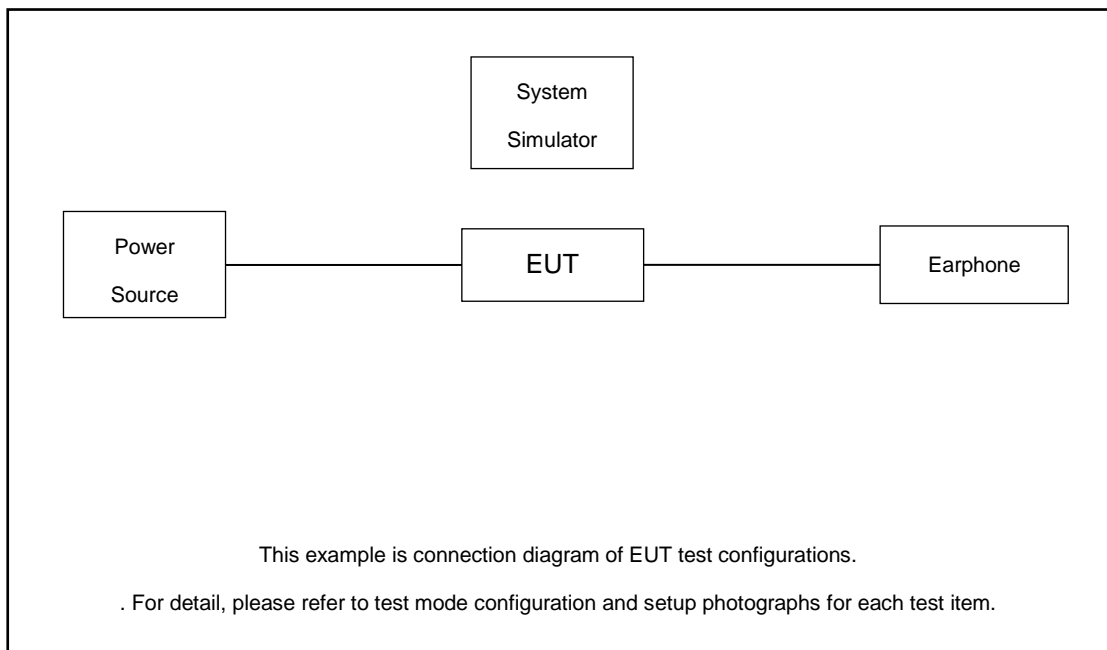 System
Simulator
Power
Source
EUT
Earphone
This example is connection diagram of EUT test configurations.
. For detail, please refer to test mode configuration and setup photographs for each test item.